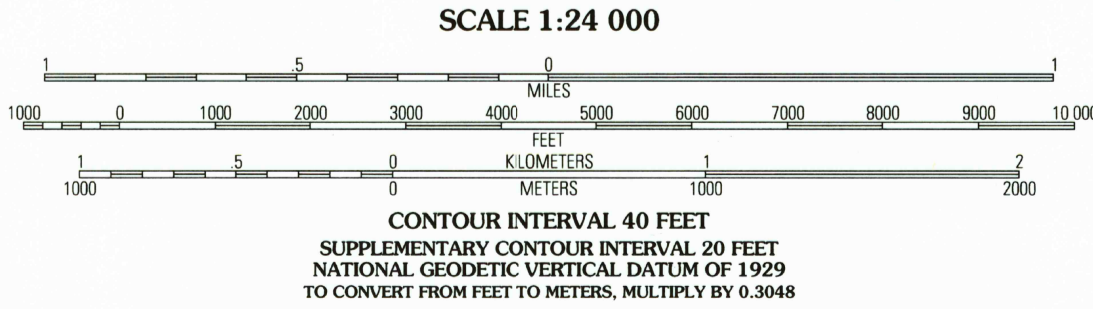 SCALE 1:24 000
1 .5 0 1
MILES
1000 0 1000 2000 3000 4000 5000 6000 7000 8000 9000 10 000
FEET
1 .5 0 KILOMETERS 1 2
1000 0 METERS 1000 2000
CONTOUR INTERVAL 40 FEET
SUPPLEMENTARY CONTOUR INTERVAL 20 FEET
NATIONAL GEODETIC VERTICAL DATUM OF 1929
TO CONVERT FROM FEET TO METERS, MULTIPLY BY 0.3048